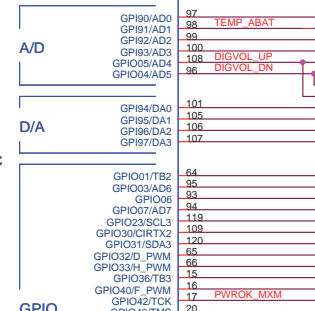 97
GPI90/AD0
98 TEMP_ABAT
GPI91/AD1
99
GPI92/AD2
100
A/D GPI93/AD3
108 DIGVOL_UP
GPIO05/AD4
96 DIGVOL_DN
GPIO04/AD5
101
GPI94/DA0
105
GPI95/DA1
D/A 106
GPI96/DA2
107
GPI97/DA3
64
GPIO01/TB2
95
GPIO03/AD6
93
GPIO06
94
GPIO07/AD7
119
GPIO23/SCL3
109
GPIO30/CIRTX2
120
GPIO31/SDA3
65
GPIO32/D_PWM
66
GPIO33/H_PWM
15
GPIO36/TB3
16
GPIO40/F_PWM
17 PWROK_MXM
GPIO42/TCK
20
GPIO